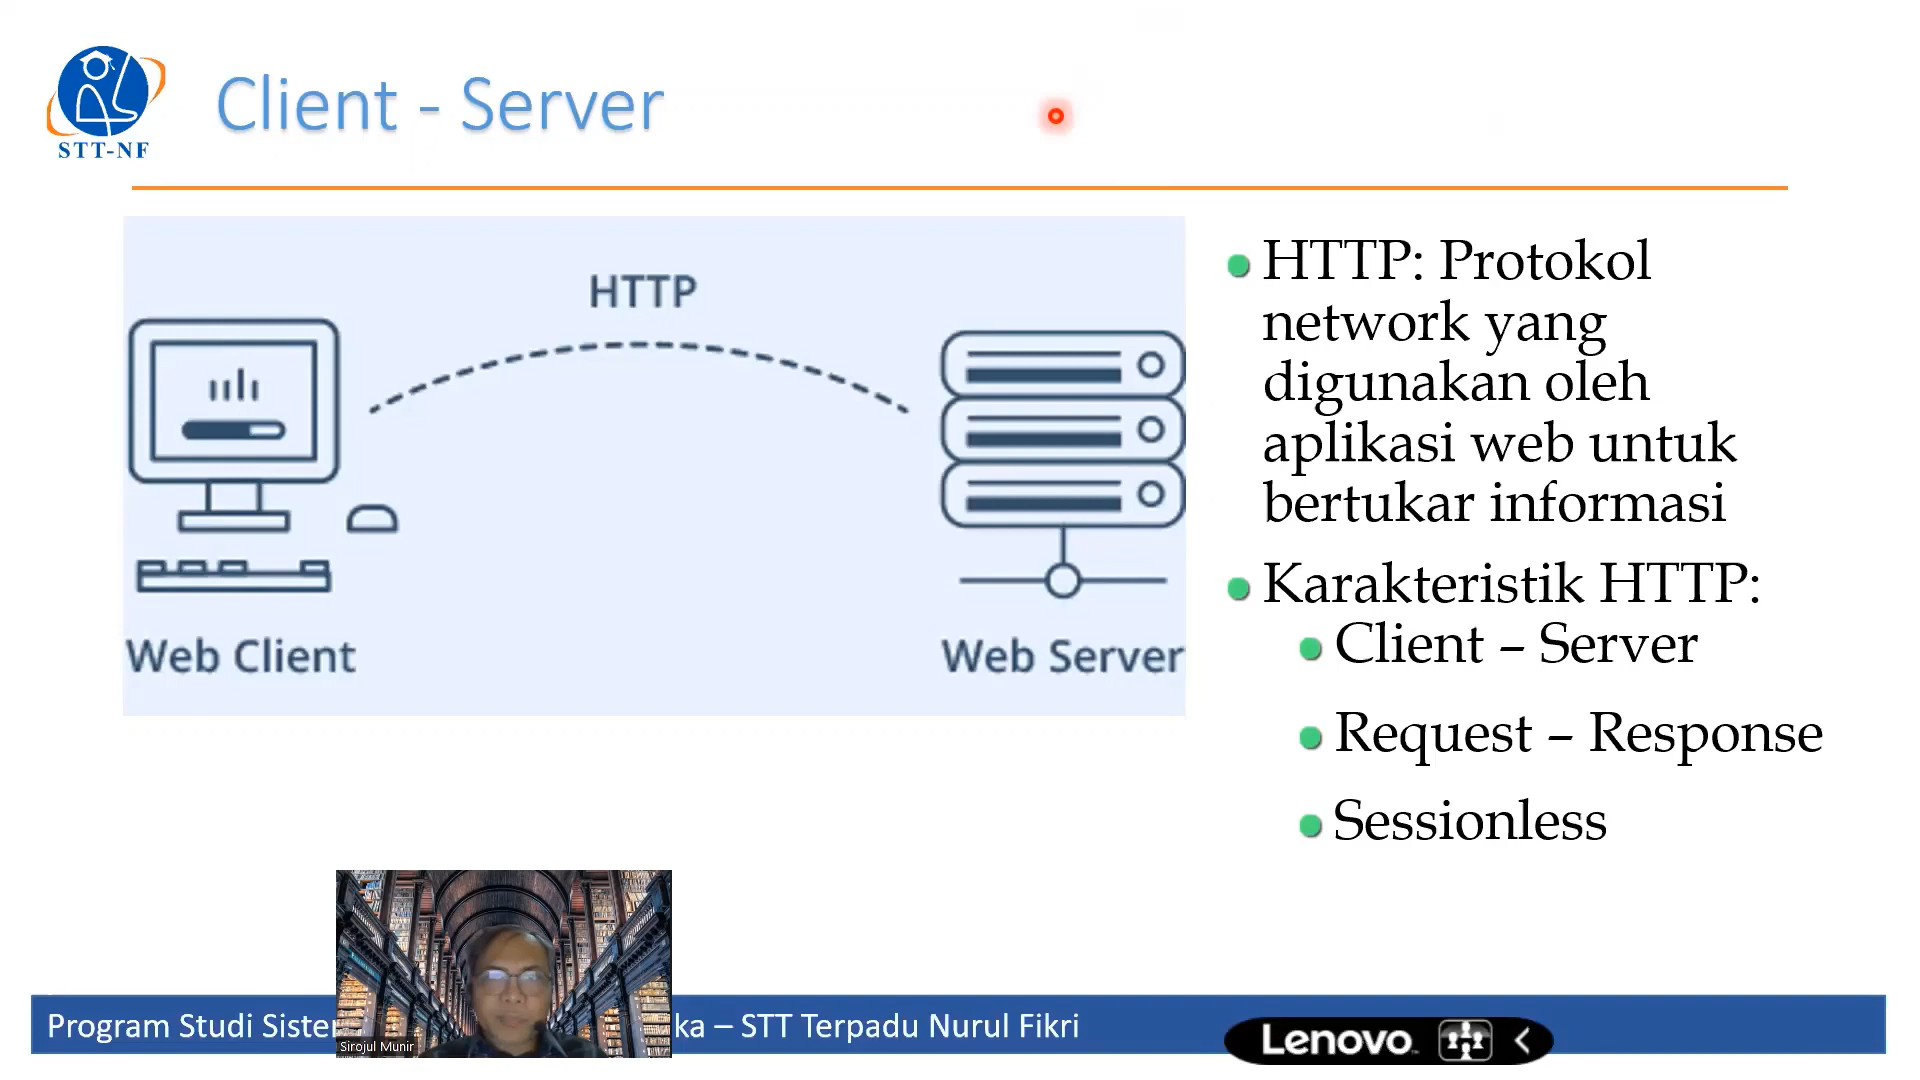 STT-NF
Client - Server
HTTP
Web Client
Web Server
HTTP: Protokol
network yang
digunakan oleh
aplikasi web untuk
bertukar informasi
Karakteristik HTTP:
Client – Server
Request – Response
Sessionless
Sirojul Munir
Program Studi Sister ka – STT Terpadu Nurul Fikri
Lenovo